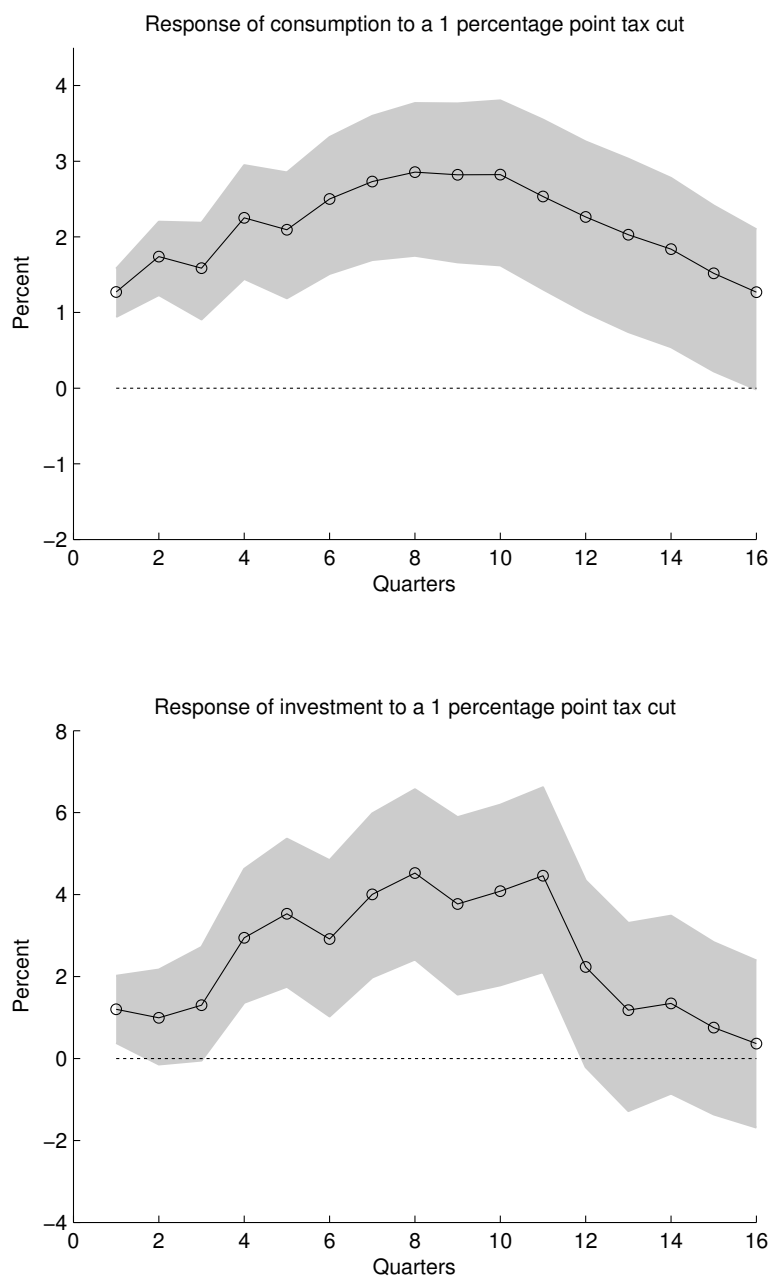 Response of consumption to a 1 percentage point tax cut
4
3
2
1
0
−1
−2
Percent
0 2 4 6 8 10 12 14 16
Quarters
Response of investment to a 1 percentage point tax cut
8
6
4
2
0
−2
−4
Percent
0 2 4 6 8 10 12 14 16
Quarters